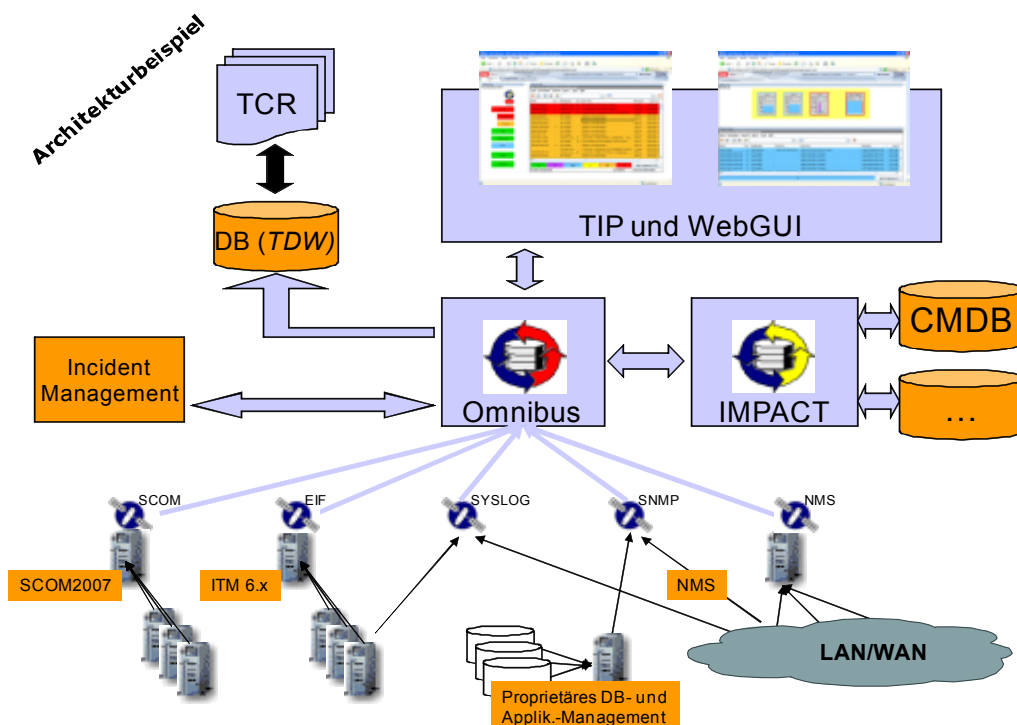 Architekturbeispiel
TCR
DB (TDW)
TIP und WebGUI
Incident
Management
Omnibus
IMPACT
CMDB
...
SCOM
EIF
SYSLOG
SNMP
NMS
SCOM2007
ITM 6.x
NMS
LAN/WAN
Proprietäres DB- und
Applik.-Management